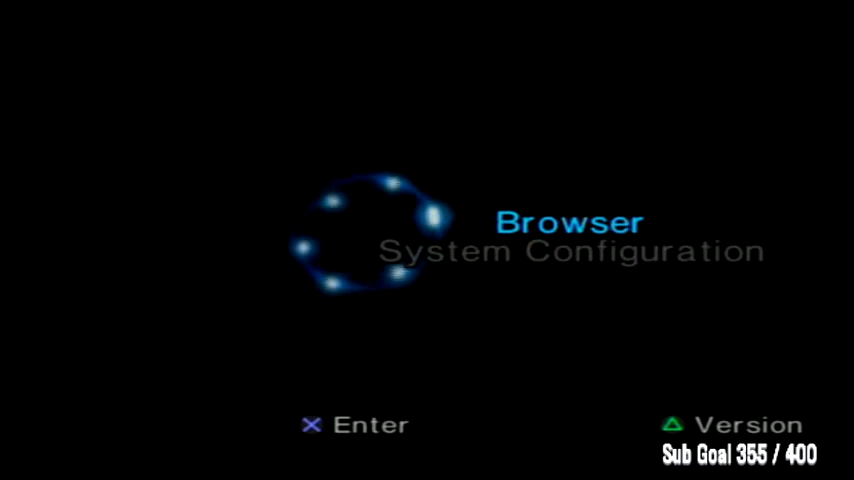 Browser
System Configuration
Enter
Version
Sub Goal 355 / 400